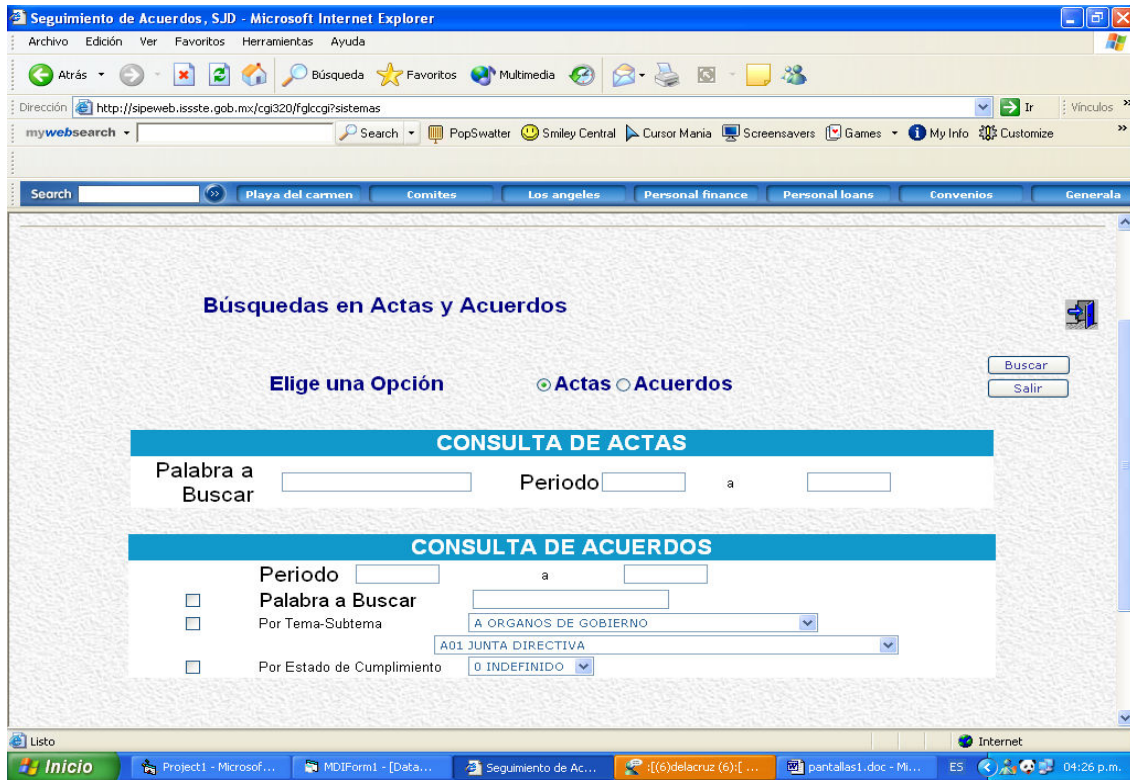 Seguimiento de Acuerdos, SJD - Microsoft Internet Explorer
Archivo Edición Ver Favoritos Herramientas Ayuda
Atrás Búsqueda Favoritos Multimedia
Dirección http://sipeweb.issste.gob.mx/cgi320/fglccgi?sistemas Ir Vínculos »
mywebsearch Search PopSwatter Smiley Central Cursor Mania Screensavers Games My Info Customize »
Search Playa del carmen Comites Los angeles Personal finance Personal loans Convenios Generala
Búsquedas en Actas y Acuerdos
Buscar
Elige una Opción Actas Acuerdos
Salir
CONSULTA DE ACTAS
Palabra a Buscar Periodo a
CONSULTA DE ACUERDOS
Periodo a
Palabra a Buscar
Por Tema-Subtema A ORGANOS DE GOBIERNO
A01 JUNTA DIRECTIVA
Por Estado de Cumplimiento 0 INDEFINIDO
Listo Internet
Inicio Project1 - Microsof... MDIForm1 - [Data... Seguimiento de Ac... :[(6)delacruz (6):[ ... pantallas1.doc - Mi... ES 04:26 p.m.